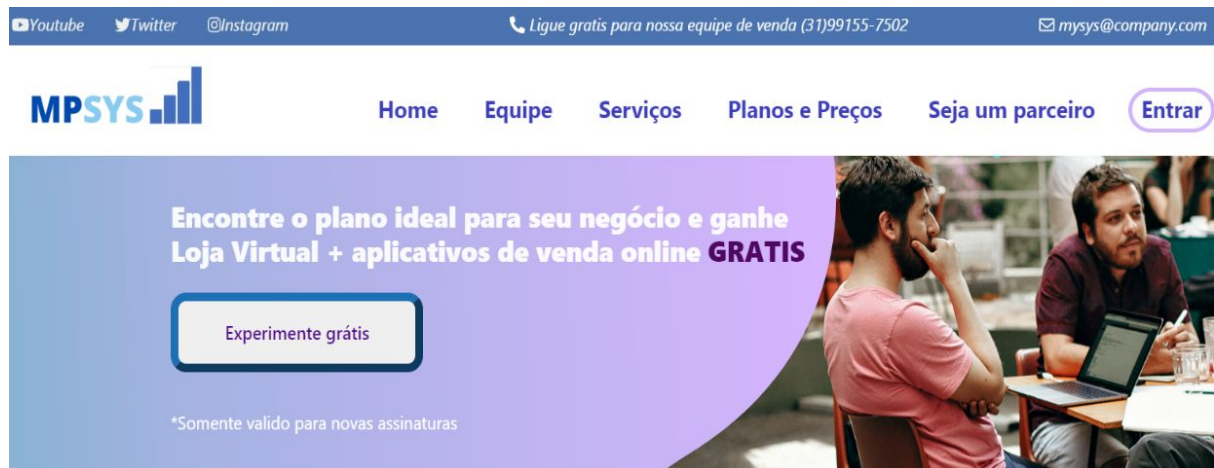 Youtube Twitter Instagram Ligue gratis para nossa equipe de venda (31)99155-7502 mysys@company.com
MPSYS Home Equipe Serviços Planos e Preços Seja um parceiro Entrar
Encontre o plano ideal para seu negócio e ganhe
Loja Virtual + aplicativos de venda online GRATIS
Experimente grátis
*Somente valido para novas assinaturas